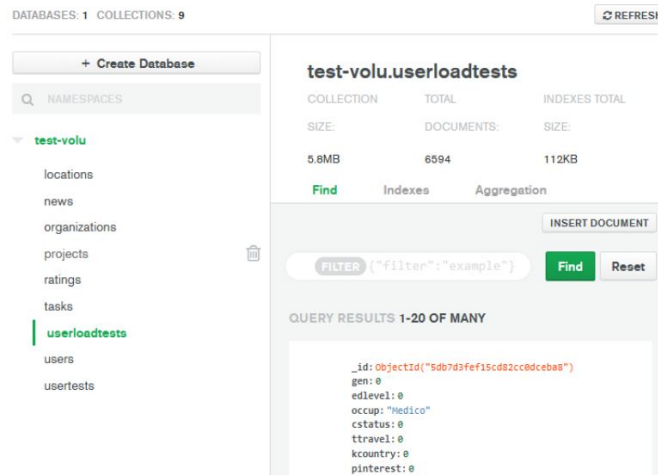 DATABASES: 1 COLLECTIONS: 9
REFRESH
+ Create Database
NAMESPACES
test-volu
locations
news
organizations
projects
ratings
tasks
userloadtests
users
usertests
test-volu.userloadtests
COLLECTION SIZE: 5.8MB
TOTAL DOCUMENTS: 6594
INDEXES TOTAL SIZE: 112KB
Find Indexes Aggregation
INSERT DOCUMENT
FILTER {"filter":"example"} Find Reset
QUERY RESULTS 1-20 OF MANY
_id: ObjectId("5db7d3fef15cd82cc0dceba8")
gen: 0
edlevel: 0
occup: "Medico"
cstatus: 0
ttravel: 0
kcountry: 0
pinterest: 0